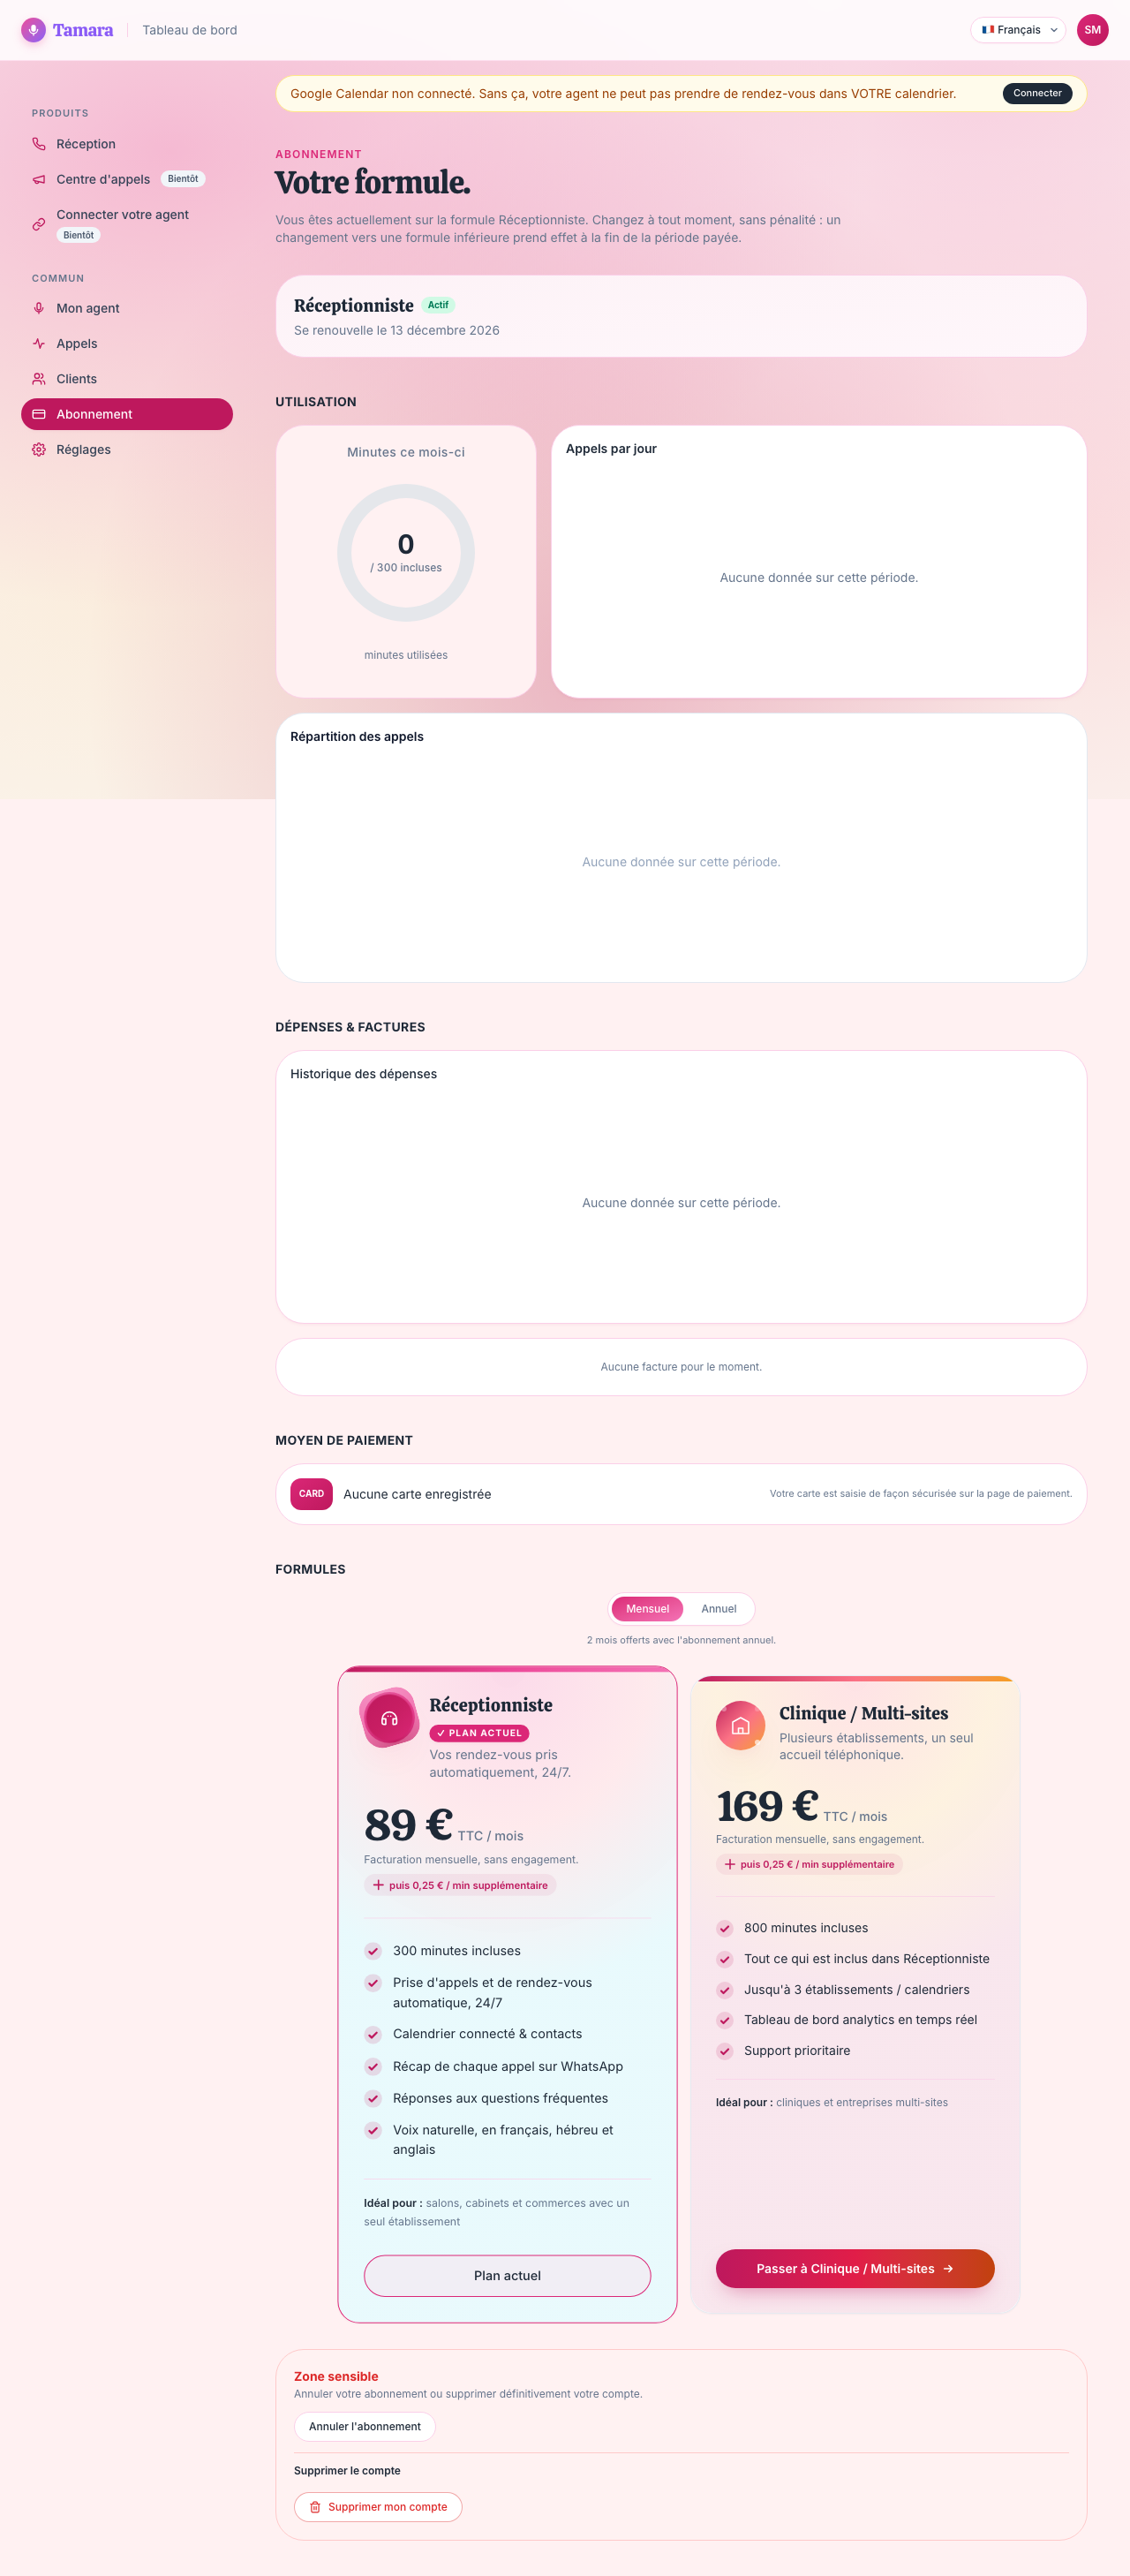 Tamara
Tableau de bord
🇫🇷 Français
SM
PRODUITS
Réception
Centre d'appels
Bientôt
Connecter votre agent
Bientôt
COMMUN
Mon agent
Appels
Clients
Abonnement
Réglages
Google Calendar non connecté. Sans ça, votre agent ne peut pas prendre de rendez-vous dans VOTRE calendrier.
Connecter
ABONNEMENT
Votre formule.
Vous êtes actuellement sur la formule Réceptionniste. Changez à tout moment, sans pénalité : un
changement vers une formule inférieure prend effet à la fin de la période payée.
Réceptionniste
Actif
Se renouvelle le 13 décembre 2026
UTILISATION
Minutes ce mois-ci
0
/ 300 incluses
minutes utilisées
Appels par jour
Aucune donnée sur cette période.
Répartition des appels
Aucune donnée sur cette période.
DÉPENSES & FACTURES
Historique des dépenses
Aucune donnée sur cette période.
Aucune facture pour le moment.
MOYEN DE PAIEMENT
CARD
Aucune carte enregistrée
Votre carte est saisie de façon sécurisée sur la page de paiement.
FORMULES
Mensuel
Annuel
2 mois offerts avec l'abonnement annuel.
Réceptionniste
✓ PLAN ACTUEL
Vos rendez-vous pris
automatiquement, 24/7.
89 € TTC / mois
Facturation mensuelle, sans engagement.
+ puis 0,25 € / min supplémentaire
300 minutes incluses
Prise d'appels et de rendez-vous
automatique, 24/7
Calendrier connecté & contacts
Récap de chaque appel sur WhatsApp
Réponses aux questions fréquentes
Voix naturelle, en français, hébreu et
anglais
Idéal pour : salons, cabinets et commerces avec un
seul établissement
Plan actuel
Clinique / Multi-sites
Plusieurs établissements, un seul
accueil téléphonique.
169 € TTC / mois
Facturation mensuelle, sans engagement.
+ puis 0,25 € / min supplémentaire
800 minutes incluses
Tout ce qui est inclus dans Réceptionniste
Jusqu'à 3 établissements / calendriers
Tableau de bord analytics en temps réel
Support prioritaire
Idéal pour : cliniques et entreprises multi-sites
Passer à Clinique / Multi-sites →
Zone sensible
Annuler votre abonnement ou supprimer définitivement votre compte.
Annuler l'abonnement
Supprimer le compte
Supprimer mon compte